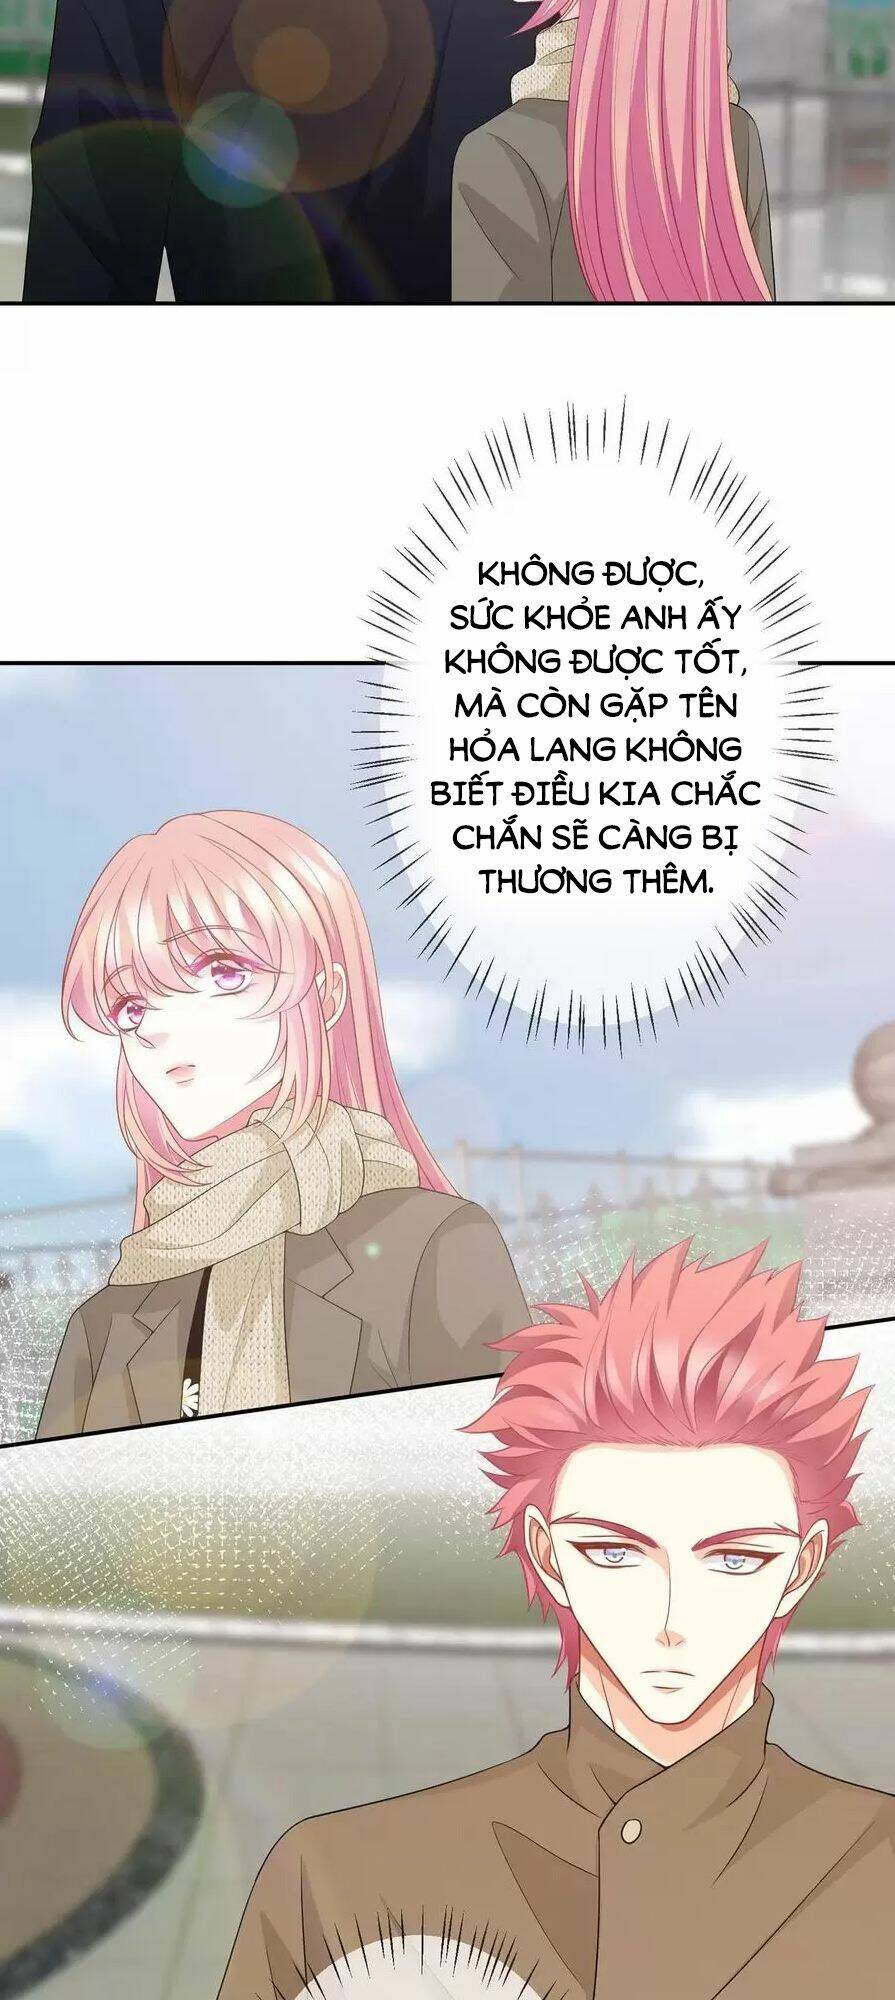 KHÔNG ĐƯỢC,
SỨC KHỎE ANH ẤY
KHÔNG ĐƯỢC TỐT,
MÀ CÒN GẶP TÊN
HỎA LANG KHÔNG
BIẾT ĐIỀU KIA CHẮC
CHẮN SẼ CÀNG BỊ
THƯƠNG THÊM.